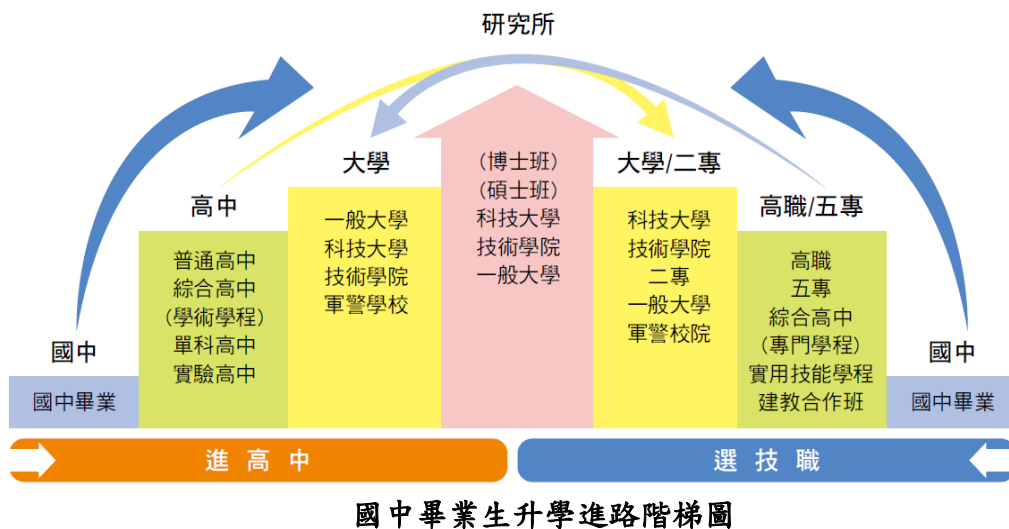 研究所
大學
一般大學
科技大學
技術學院
軍警學校
(博士班)
(碩士班)
科技大學
技術學院
一般大學
大學/二專
科技大學
技術學院
二專
一般大學
軍警校院
高中
普通高中
綜合高中
(學術學程)
單科高中
實驗高中
高職/五專
高職
五專
綜合高中
(專門學程)
實用技能學程
建教合作班
國中
國中畢業
國中
國中畢業
進高中
選技職
國中畢業生升學進路階梯圖